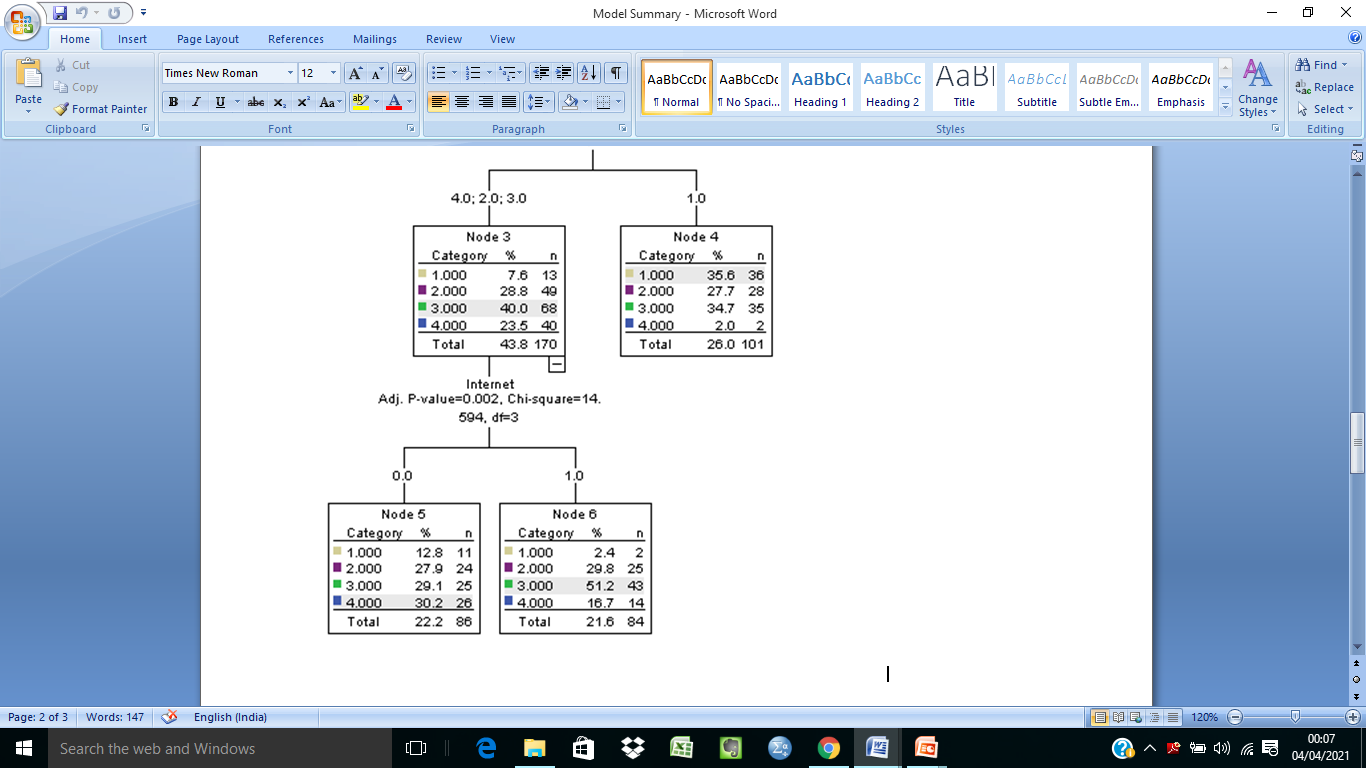 Model Summary - Microsoft Word
Home Insert Page Layout References Mailings Review View
Paste
Cut
Copy
Format Painter
Clipboard
Times New Roman 12
Font
Paragraph
AaBbCcDc AaBbCcDc AaBbCc AaBbCc AaBl AaBbCcL AaBbCcDc AaBbCcDc
¶ Normal ¶ No Spaci... Heading 1 Heading 2 Title Subtitle Subtle Em... Emphasis
Change Styles
Styles
Find
Replace
Select
Editing
4.0; 2.0; 3.0 1.0
Node 3
Category % n
1.000 7.6 13
2.000 28.8 49
3.000 40.0 68
4.000 23.5 40
Total 43.8 170
Node 4
Category % n
1.000 35.6 36
2.000 27.7 28
3.000 34.7 35
4.000 2.0 2
Total 26.0 101
Internet
Adj. P-value=0.002, Chi-square=14.
594, df=3
0.0 1.0
Node 5
Category % n
1.000 12.8 11
2.000 27.9 24
3.000 29.1 25
4.000 30.2 26
Total 22.2 86
Node 6
Category % n
1.000 2.4 2
2.000 29.8 25
3.000 51.2 43
4.000 16.7 14
Total 21.6 84
Page: 2 of 3 Words: 147 English (India) 120%
Search the web and Windows
00:07
04/04/2021